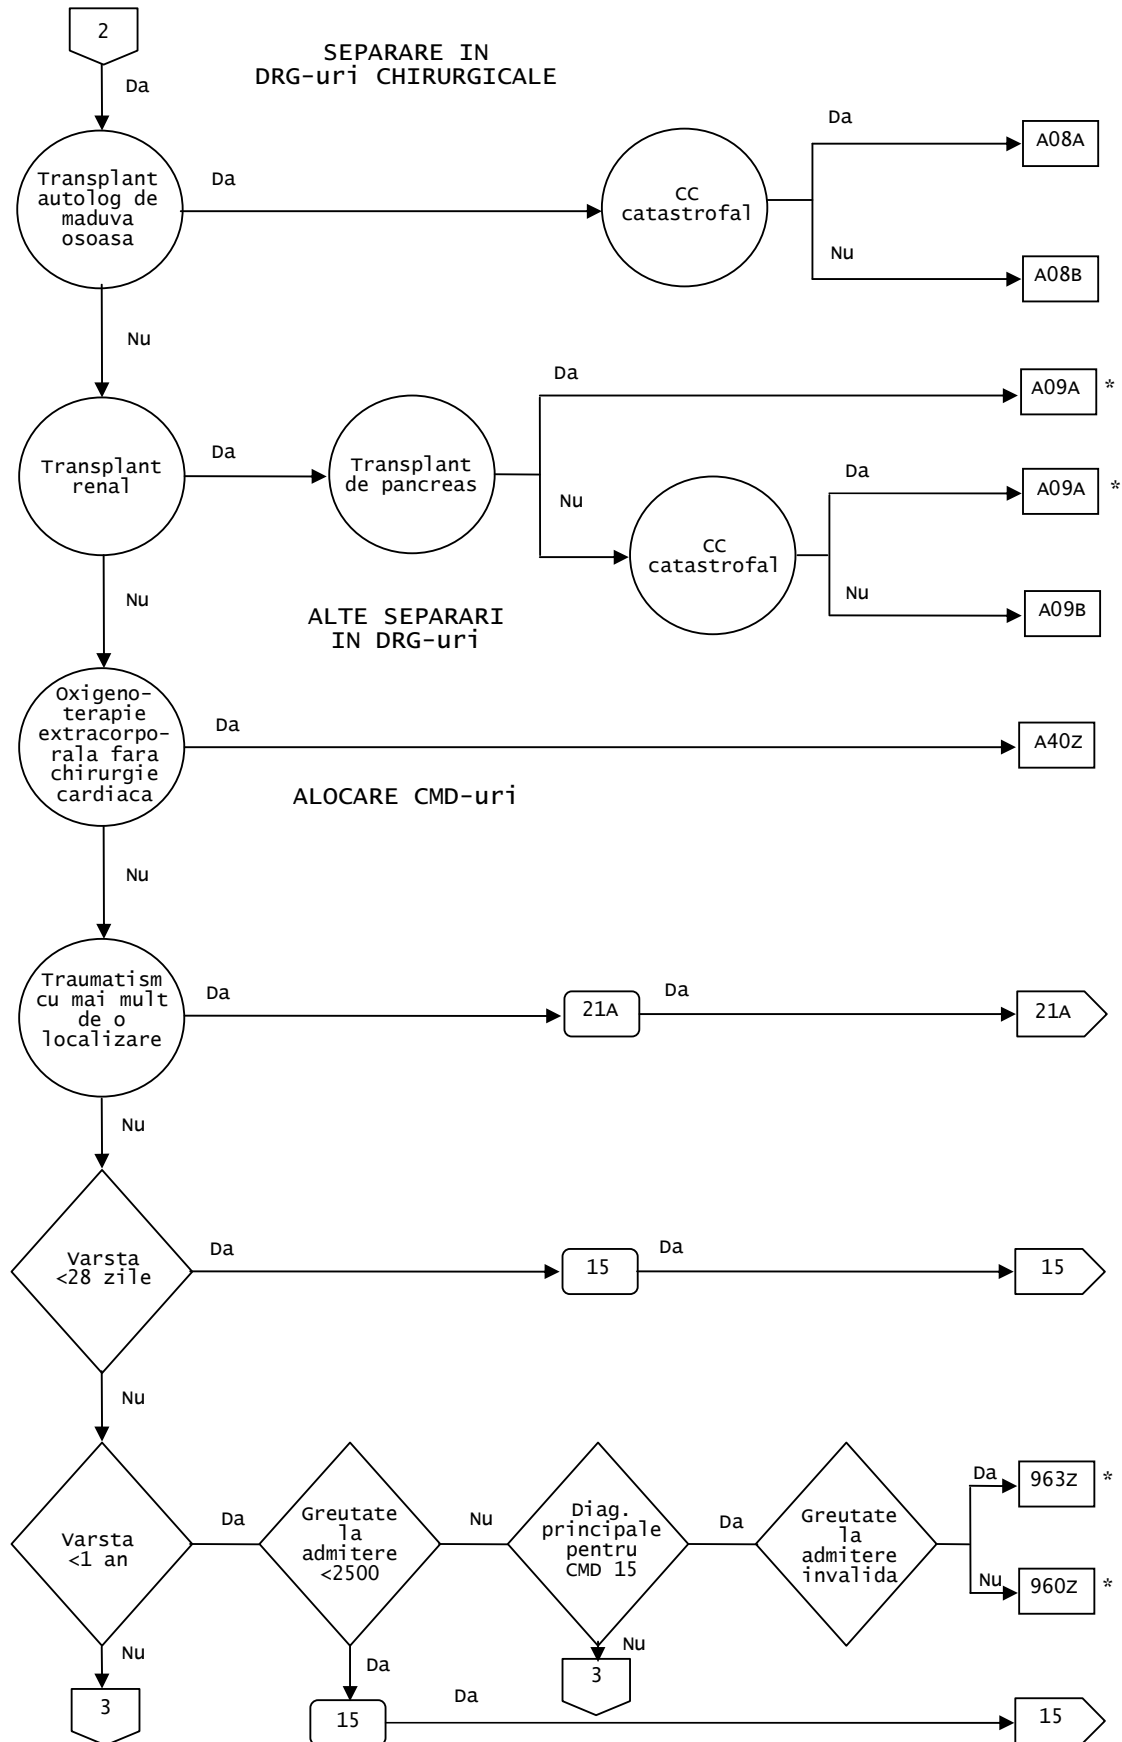 2
SEPARARE IN
DRG-uri CHIRURGICALE
Da
Transplant
autolog de
maduva
osoasa
Da
CC
catastrofal
Da
A08A
Nu
A08B
Nu
Transplant
renal
Da
Transplant
de pancreas
Da
A09A *
Nu
CC
catastrofal
Da
A09A *
Nu
A09B
Nu
ALTE SEPARARI
IN DRG-uri
Oxigeno-
terapie
extracorpo-
rala fara
chirurgie
cardiaca
Da
A40Z
ALOCARE CMD-uri
Nu
Traumatism
cu mai mult
de o
localizare
Da
21A
Da
21A
Nu
Varsta
<28 zile
Da
15
Da
15
Nu
Varsta
<1 an
Da
Greutate
la
admitere
<2500
Nu
Diag.
principale
pentru
CMD 15
Da
Greutate
la
admitere
invalida
Da
963Z *
Nu
960Z *
Nu
3
Da
15
Da
15
Nu
3